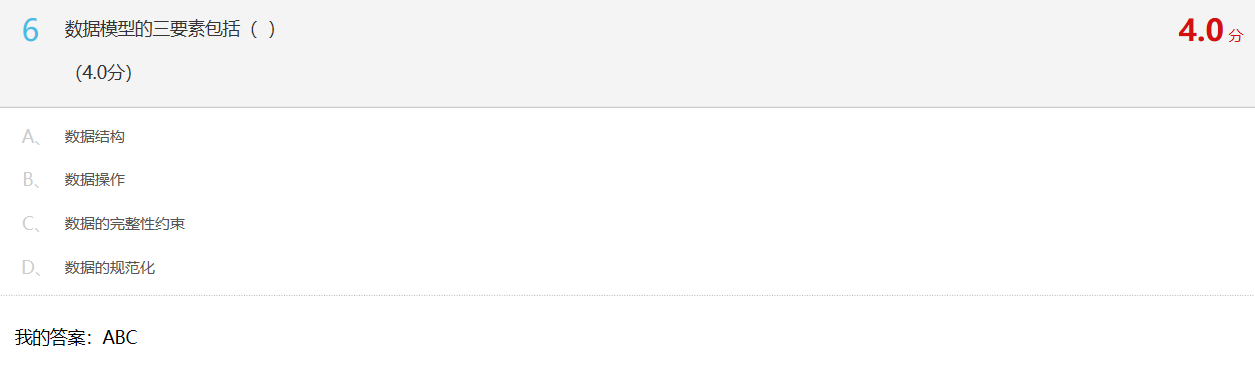 6 数据模型的三要素包括（ ） 4.0 分
（4.0分）
A、 数据结构
B、 数据操作
C、 数据的完整性约束
D、 数据的规范化
我的答案：ABC